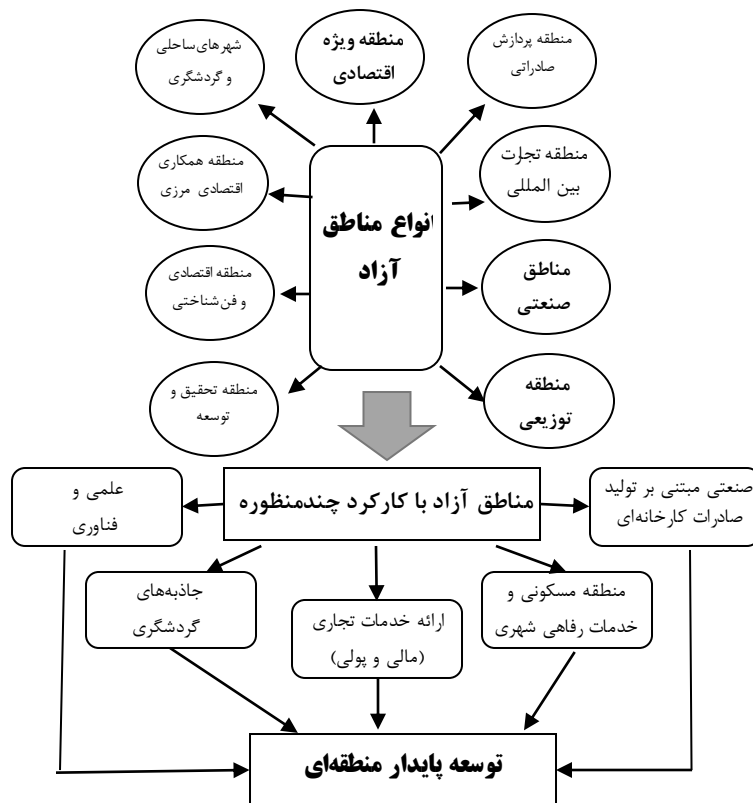 منطقه ویژه
اقتصادی
منطقه پردازش
صادراتی
شهرهای‌ساحلی
و گردشگری
منطقه تجارت
بین المللی
منطقه همکاری
اقتصادی مرزی
انواع مناطق
آزاد
مناطق
صنعتی
منطقه اقتصادی
و فن‌شناختی
منطقه
توزیعی
منطقه تحقیق و
توسعه
صنعتی مبتنی بر تولید
صادرات کارخانه‌ای
مناطق آزاد با کارکرد چندمنظوره
علمی و
فناوری
منطقه مسکونی و
خدمات رفاهی شهری
ارائه خدمات تجاری
(مالی و پولی)
جاذبه‌های
گردشگری
توسعه پایدار منطقه‌ای